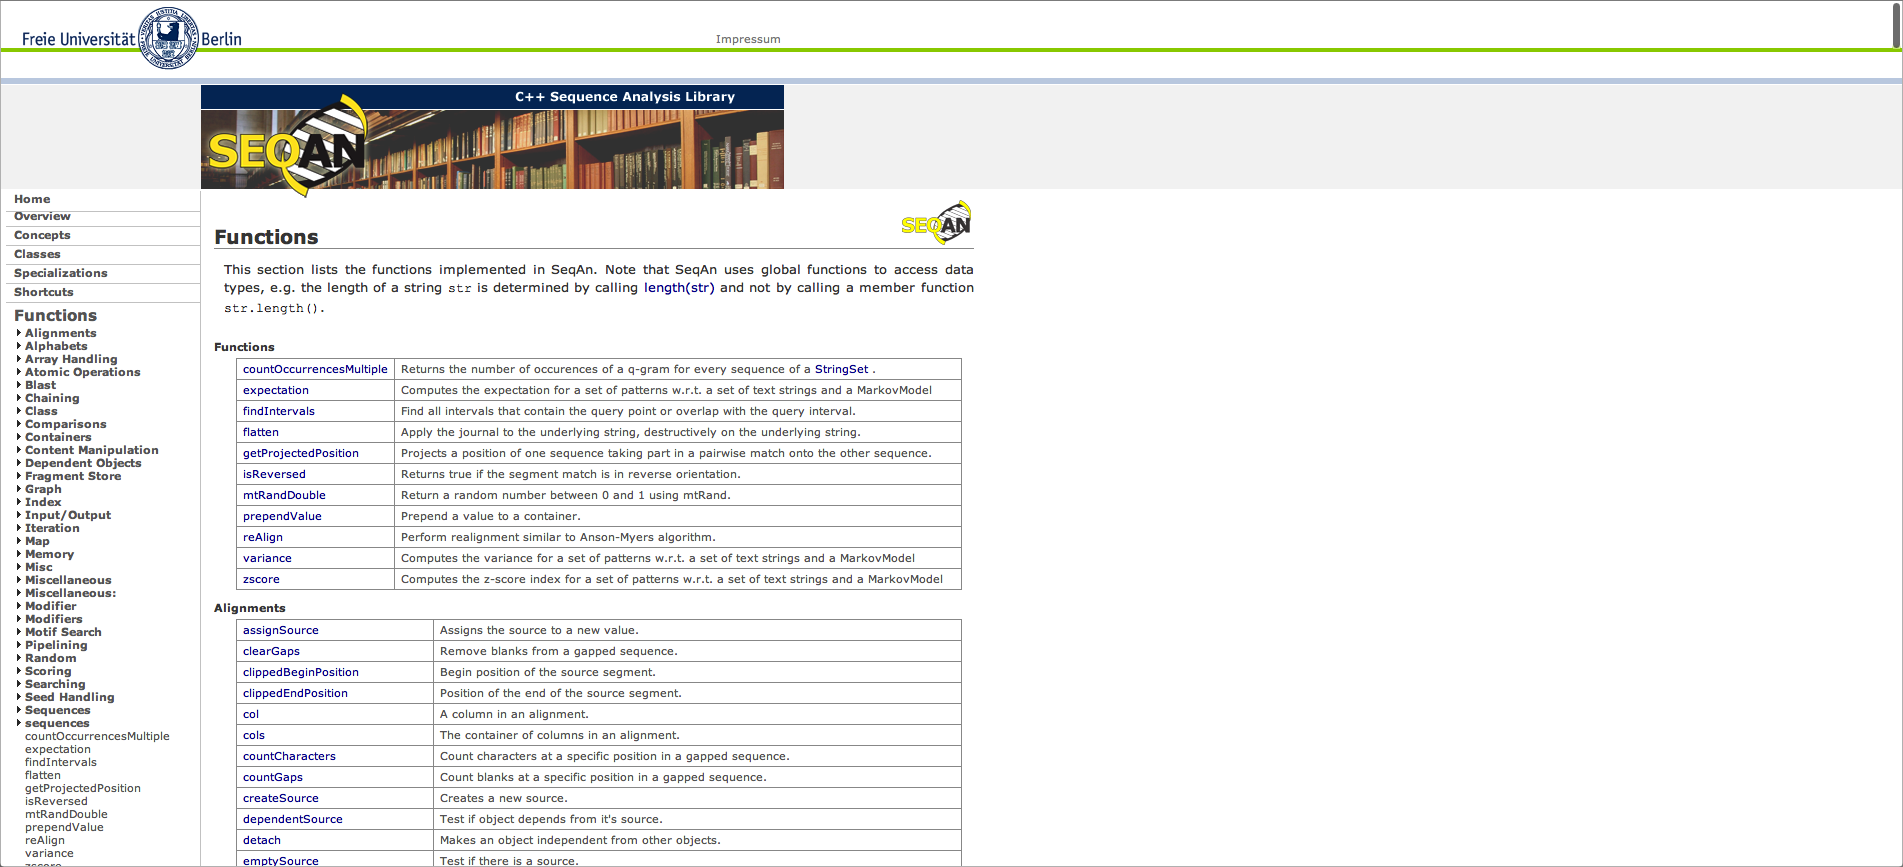 Freie Universität Berlin
Impressum
C++ Sequence Analysis Library
SEQAN
Home
Overview
Concepts
Classes
Specializations
Shortcuts
Functions
Alignments
Alphabets
Array Handling
Atomic Operations
Blast
Chaining
Class
Comparisons
Containers
Content Manipulation
Dependent Objects
Fragment Store
Graph
Index
Input/Output
Iteration
Map
Memory
Misc
Miscellaneous
Miscellaneous:
Modifier
Modifiers
Motif Search
Pipelining
Random
Scoring
Searching
Seed Handling
Sequences
sequences
countOccurrencesMultiple
expectation
findIntervals
flatten
getProjectedPosition
isReversed
mtRandDouble
prependValue
reAlign
variance
zscore
SEQAN
Functions
This section lists the functions implemented in SeqAn. Note that SeqAn uses global functions to access data
types, e.g. the length of a string str is determined by calling length(str) and not by calling a member function
str.length().
Functions
countOccurrencesMultiple Returns the number of occurences of a q-gram for every sequence of a StringSet .
expectation Computes the expectation for a set of patterns w.r.t. a set of text strings and a MarkovModel
findIntervals Find all intervals that contain the query point or overlap with the query interval.
flatten Apply the journal to the underlying string, destructively on the underlying string.
getProjectedPosition Projects a position of one sequence taking part in a pairwise match onto the other sequence.
isReversed Returns true if the segment match is in reverse orientation.
mtRandDouble Return a random number between 0 and 1 using mtRand.
prependValue Prepend a value to a container.
reAlign Perform realignment similar to Anson-Myers algorithm.
variance Computes the variance for a set of patterns w.r.t. a set of text strings and a MarkovModel
zscore Computes the z-score index for a set of patterns w.r.t. a set of text strings and a MarkovModel
Alignments
assignSource Assigns the source to a new value.
clearGaps Remove blanks from a gapped sequence.
clippedBeginPosition Begin position of the source segment.
clippedEndPosition Position of the end of the source segment.
col A column in an alignment.
cols The container of columns in an alignment.
countCharacters Count characters at a specific position in a gapped sequence.
countGaps Count blanks at a specific position in a gapped sequence.
createSource Creates a new source.
dependentSource Test if object depends from it's source.
detach Makes an object independent from other objects.
emptySource Test if there is a source.